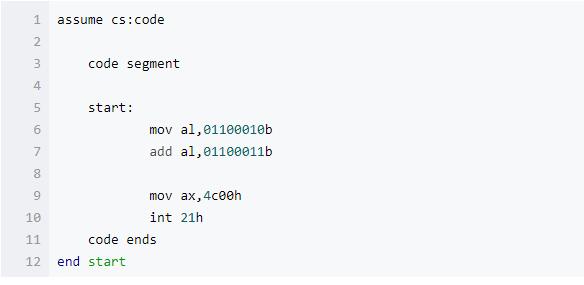 1 assume cs:code
2
3 code segment
4
5 start:
6 mov al,01100010b
7 add al,01100011b
8
9 mov ax,4c00h
10 int 21h
11 code ends
12 end start